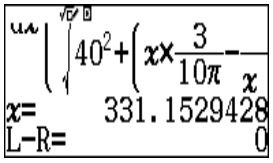 √ D
( √40²+(x×3/10π−/x
x= 331.1529428
L-R= 0